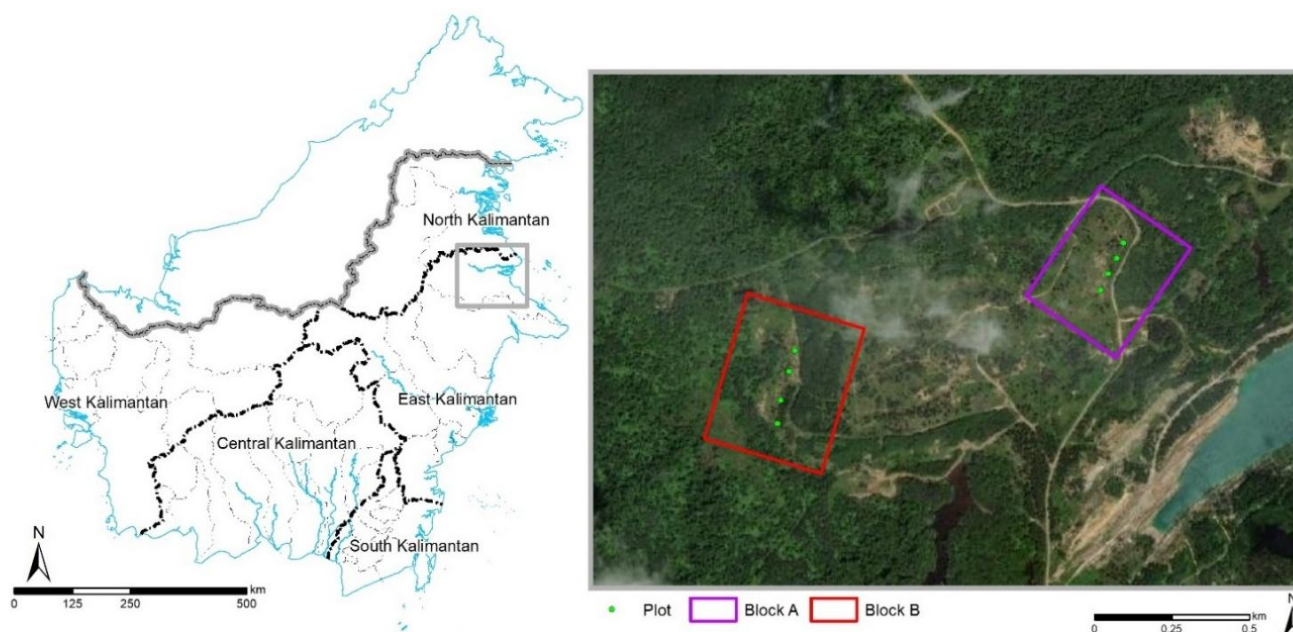 North Kalimantan
West Kalimantan
East Kalimantan
Central Kalimantan
South Kalimantan
N
km
0 125 250 500
Plot Block A Block B
N
km
0 0.25 0.5